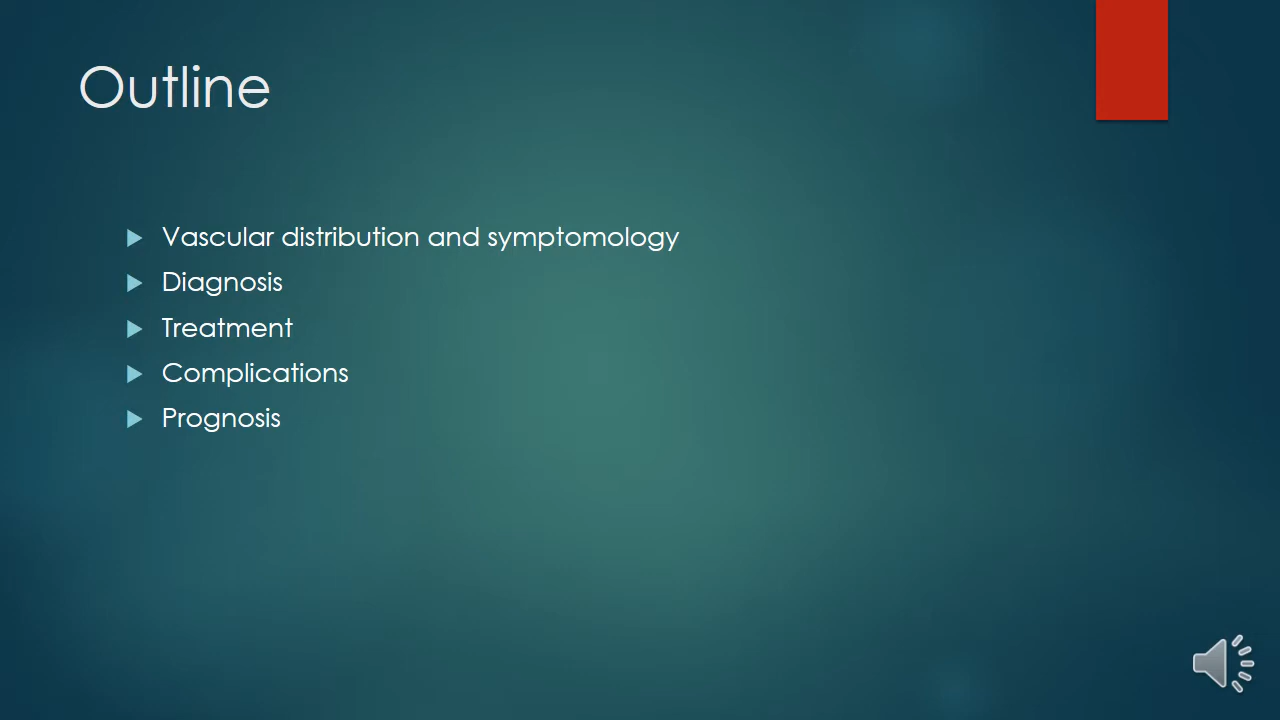 Outline
Vascular distribution and symptomology
Diagnosis
Treatment
Complications
Prognosis